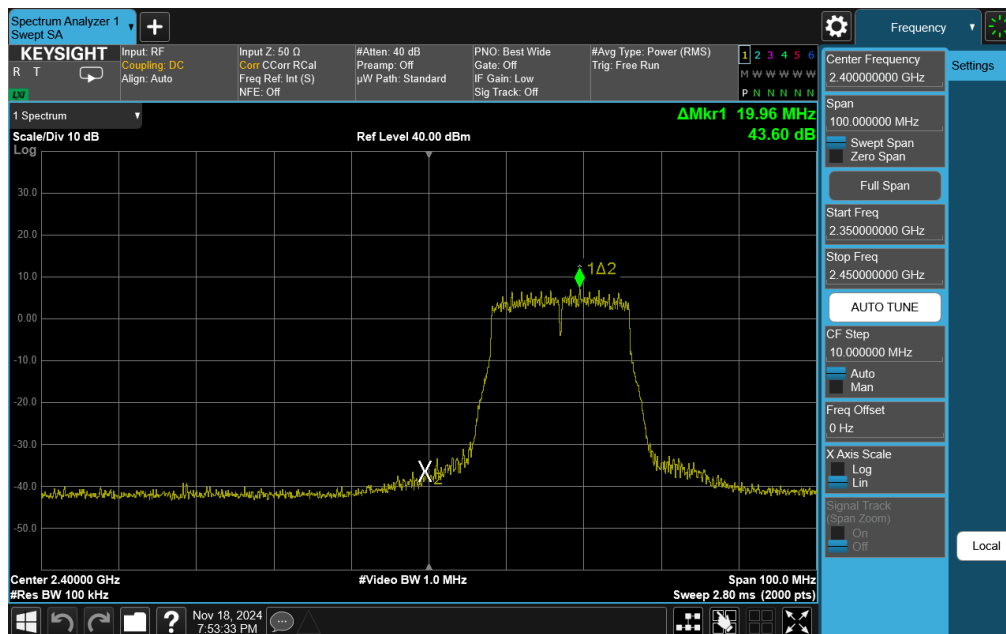 Spectrum Analyzer 1
Swept SA
+
Frequency
KEYSIGHT
R T
LXI
Input: RF
Coupling: DC
Align: Auto
Input Z: 50 Ω
Corr CCorr RCal
Freq Ref: Int (S)
NFE: Off
#Atten: 40 dB
Preamp: Off
µW Path: Standard
PNO: Best Wide
Gate: Off
IF Gain: Low
Sig Track: Off
#Avg Type: Power (RMS)
Trig: Free Run
1 2 3 4 5 6
M W W W W W
P N N N N N
1 Spectrum
ΔMkr1 19.96 MHz
43.60 dB
Scale/Div 10 dB
Ref Level 40.00 dBm
Log
30.0
20.0
10.0
0.00
-10.0
-20.0
-30.0
-40.0
-50.0
1Δ2
X2
Center 2.40000 GHz
#Video BW 1.0 MHz
Span 100.0 MHz
#Res BW 100 kHz
Sweep 2.80 ms (2000 pts)
Center Frequency
2.400000000 GHz
Settings
Span
100.000000 MHz
Swept Span
Zero Span
Full Span
Start Freq
2.350000000 GHz
Stop Freq
2.450000000 GHz
AUTO TUNE
CF Step
10.000000 MHz
Auto
Man
Freq Offset
0 Hz
X Axis Scale
Log
Lin
Signal Track
(Span Zoom)
On
Off
Local
?
Nov 18, 2024
7:53:33 PM